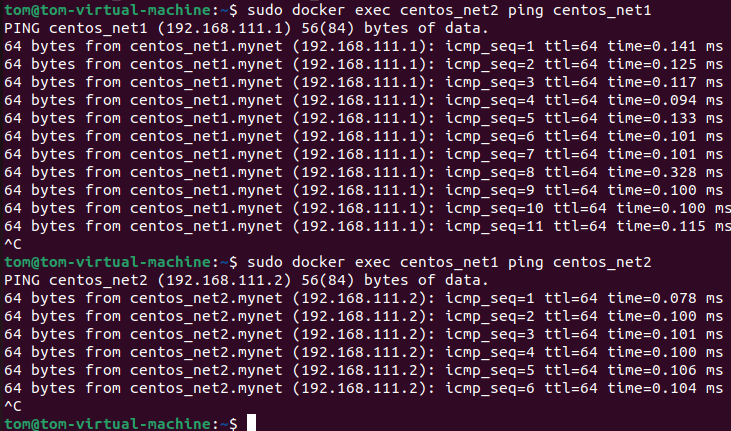 tom@tom-virtual-machine:~$ sudo docker exec centos_net2 ping centos_net1
PING centos_net1 (192.168.111.1) 56(84) bytes of data.
64 bytes from centos_net1.mynet (192.168.111.1): icmp_seq=1 ttl=64 time=0.141 ms
64 bytes from centos_net1.mynet (192.168.111.1): icmp_seq=2 ttl=64 time=0.125 ms
64 bytes from centos_net1.mynet (192.168.111.1): icmp_seq=3 ttl=64 time=0.117 ms
64 bytes from centos_net1.mynet (192.168.111.1): icmp_seq=4 ttl=64 time=0.094 ms
64 bytes from centos_net1.mynet (192.168.111.1): icmp_seq=5 ttl=64 time=0.133 ms
64 bytes from centos_net1.mynet (192.168.111.1): icmp_seq=6 ttl=64 time=0.101 ms
64 bytes from centos_net1.mynet (192.168.111.1): icmp_seq=7 ttl=64 time=0.101 ms
64 bytes from centos_net1.mynet (192.168.111.1): icmp_seq=8 ttl=64 time=0.328 ms
64 bytes from centos_net1.mynet (192.168.111.1): icmp_seq=9 ttl=64 time=0.100 ms
64 bytes from centos_net1.mynet (192.168.111.1): icmp_seq=10 ttl=64 time=0.100 ms
64 bytes from centos_net1.mynet (192.168.111.1): icmp_seq=11 ttl=64 time=0.115 ms
^C
tom@tom-virtual-machine:~$ sudo docker exec centos_net1 ping centos_net2
PING centos_net2 (192.168.111.2) 56(84) bytes of data.
64 bytes from centos_net2.mynet (192.168.111.2): icmp_seq=1 ttl=64 time=0.078 ms
64 bytes from centos_net2.mynet (192.168.111.2): icmp_seq=2 ttl=64 time=0.100 ms
64 bytes from centos_net2.mynet (192.168.111.2): icmp_seq=3 ttl=64 time=0.101 ms
64 bytes from centos_net2.mynet (192.168.111.2): icmp_seq=4 ttl=64 time=0.100 ms
64 bytes from centos_net2.mynet (192.168.111.2): icmp_seq=5 ttl=64 time=0.106 ms
64 bytes from centos_net2.mynet (192.168.111.2): icmp_seq=6 ttl=64 time=0.104 ms
^C
tom@tom-virtual-machine:~$